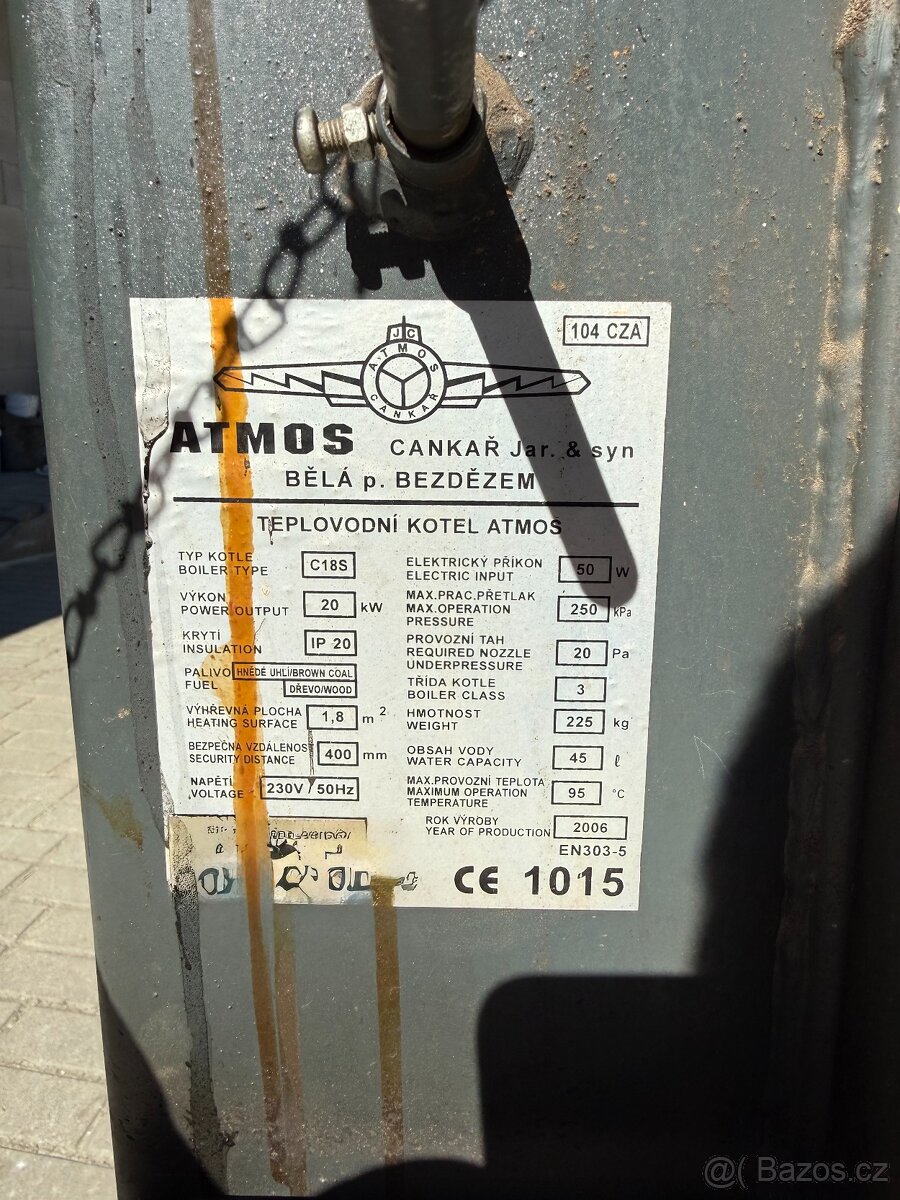 104 CZA
JC
ATMOS
CANKAŘ
ATMOS CANKAŘ Jar. & syn
BĚLÁ p. BEZDĚZEM
TEPLOVODNÍ KOTEL ATMOS
TYP KOTLE
BOILER TYPE C18S
ELEKTRICKÝ PŘÍKON
ELECTRIC INPUT 50 W
VÝKON
POWER OUTPUT 20 kW
MAX.PRAC.PŘETLAK
MAX.OPERATION
PRESSURE 250 kPa
KRYTÍ
INSULATION IP 20
PROVOZNÍ TAH
REQUIRED NOZZLE
UNDERPRESSURE 20 Pa
PALIVO HNĚDÉ UHLÍ/BROWN COAL
FUEL DŘEVO/WOOD
TŘÍDA KOTLE
BOILER CLASS 3
VÝHŘEVNÁ PLOCHA
HEATING SURFACE 1,8 m²
HMOTNOST
WEIGHT 225 kg
BEZPEČNÁ VZDÁLENOST
SECURITY DISTANCE 400 mm
OBSAH VODY
WATER CAPACITY 45 ℓ
NAPĚTÍ
VOLTAGE 230V / 50Hz
MAX.PROVOZNÍ TEPLOTA
MAXIMUM OPERATION
TEMPERATURE 95 °C
ROK VÝROBY
YEAR OF PRODUCTION 2006
EN303-5
CE 1015
@( Bazos.cz